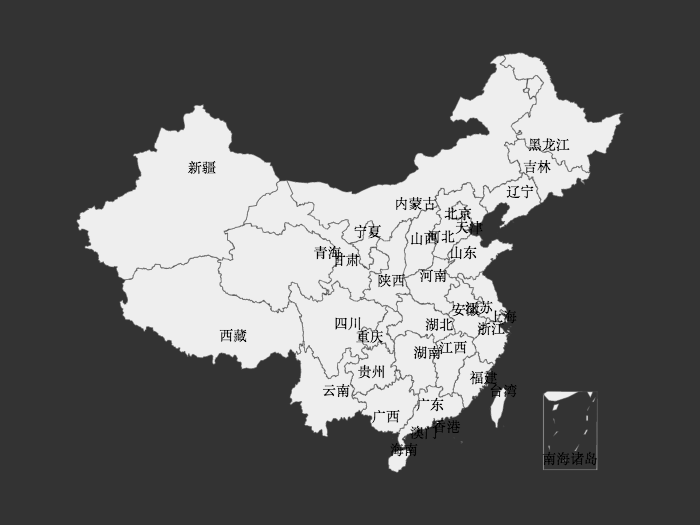 黑龙江
吉林
新疆
辽宁
内蒙古
北京
天津
宁夏
山西
河北
青海
甘肃
山东
陕西
河南
安徽
江苏
上海
四川
湖北
浙江
重庆
西藏
湖南
江西
贵州
福建
云南
台湾
广东
广西
澳门
香港
海南
南海诸岛